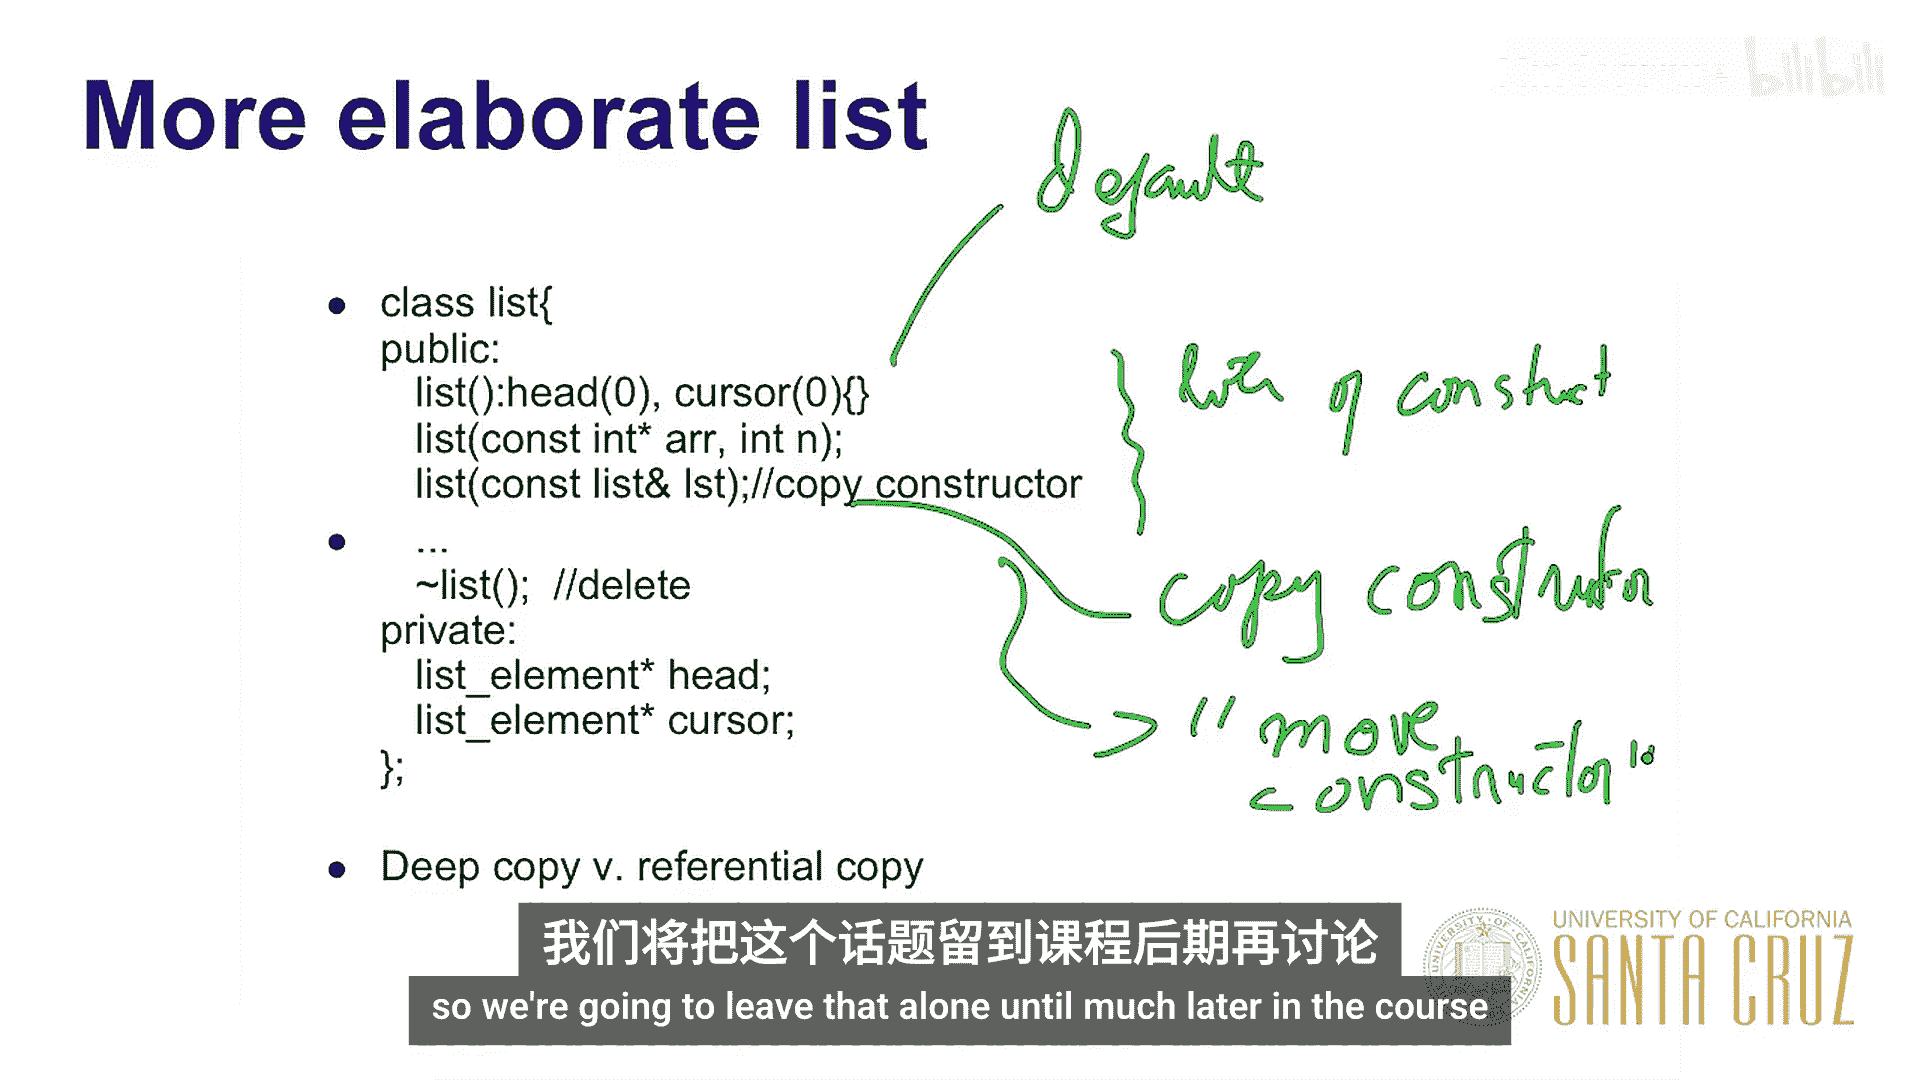 bilibili
More elaborate list
Default
• class list{
public:
list():head(0), cursor(0){}
list(const int* arr, int n);
list(const list& lst);//copy constructor
of construct
• ...
~list(); //delete
copy constructor
private:
list_element* head;
list_element* cursor;
};
"move
constructor"
• Deep copy v. referential copy
我们将把这个话题留到课程后期再讨论
so we're going to leave that alone until much later in the course
UNIVERSITY OF CALIFORNIA
SANTA CRUZ